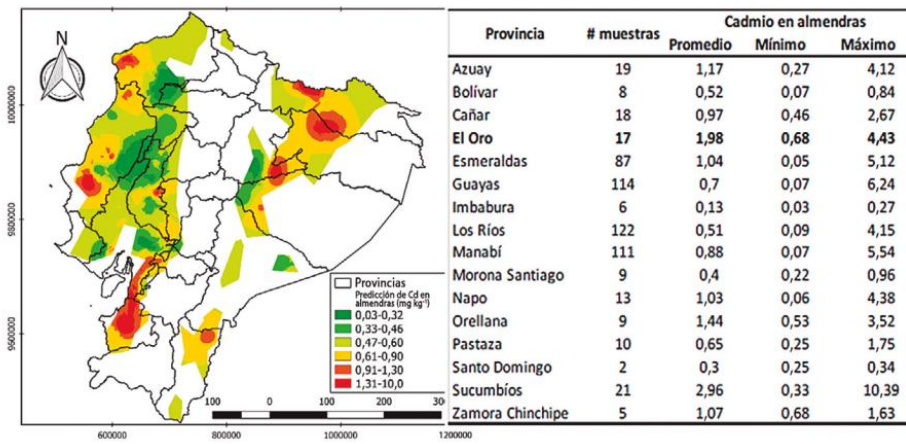 N
10000000
9800000
9600000
600000 800000 1000000 1200000
Provincias
Predicción de Cd en
almendras (mg kg⁻¹)
0,03-0,32
0,33-0,46
0,47-0,60
0,61-0,90
0,91-1,30
1,31-10,0
100 0 100 200 300
Provincia # muestras Cadmio en almendras
Promedio Mínimo Máximo
Azuay 19 1,17 0,27 4,12
Bolívar 8 0,52 0,07 0,84
Cañar 18 0,97 0,46 2,67
El Oro 17 1,98 0,68 4,43
Esmeraldas 87 1,04 0,05 5,12
Guayas 114 0,7 0,07 6,24
Imbabura 6 0,13 0,03 0,27
Los Ríos 122 0,51 0,09 4,15
Manabí 111 0,88 0,07 5,54
Morona Santiago 9 0,4 0,22 0,96
Napo 13 1,03 0,06 4,38
Orellana 9 1,44 0,53 3,52
Pastaza 10 0,65 0,25 1,75
Santo Domingo 2 0,3 0,25 0,34
Sucumbíos 21 2,96 0,33 10,39
Zamora Chinchipe 5 1,07 0,68 1,63